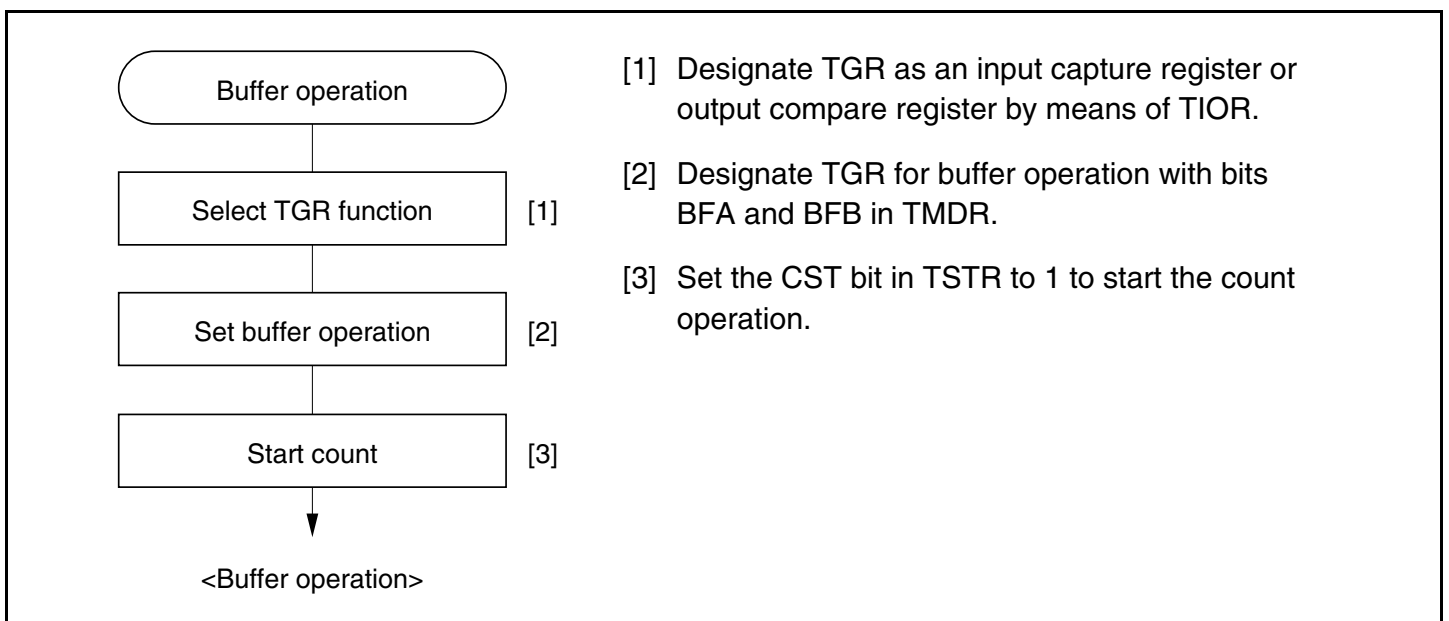 Buffer operation
Select TGR function
[1]
Set buffer operation
[2]
Start count
[3]
<Buffer operation>
[1] Designate TGR as an input capture register or
output compare register by means of TIOR.
[2] Designate TGR for buffer operation with bits
BFA and BFB in TMDR.
[3] Set the CST bit in TSTR to 1 to start the count
operation.